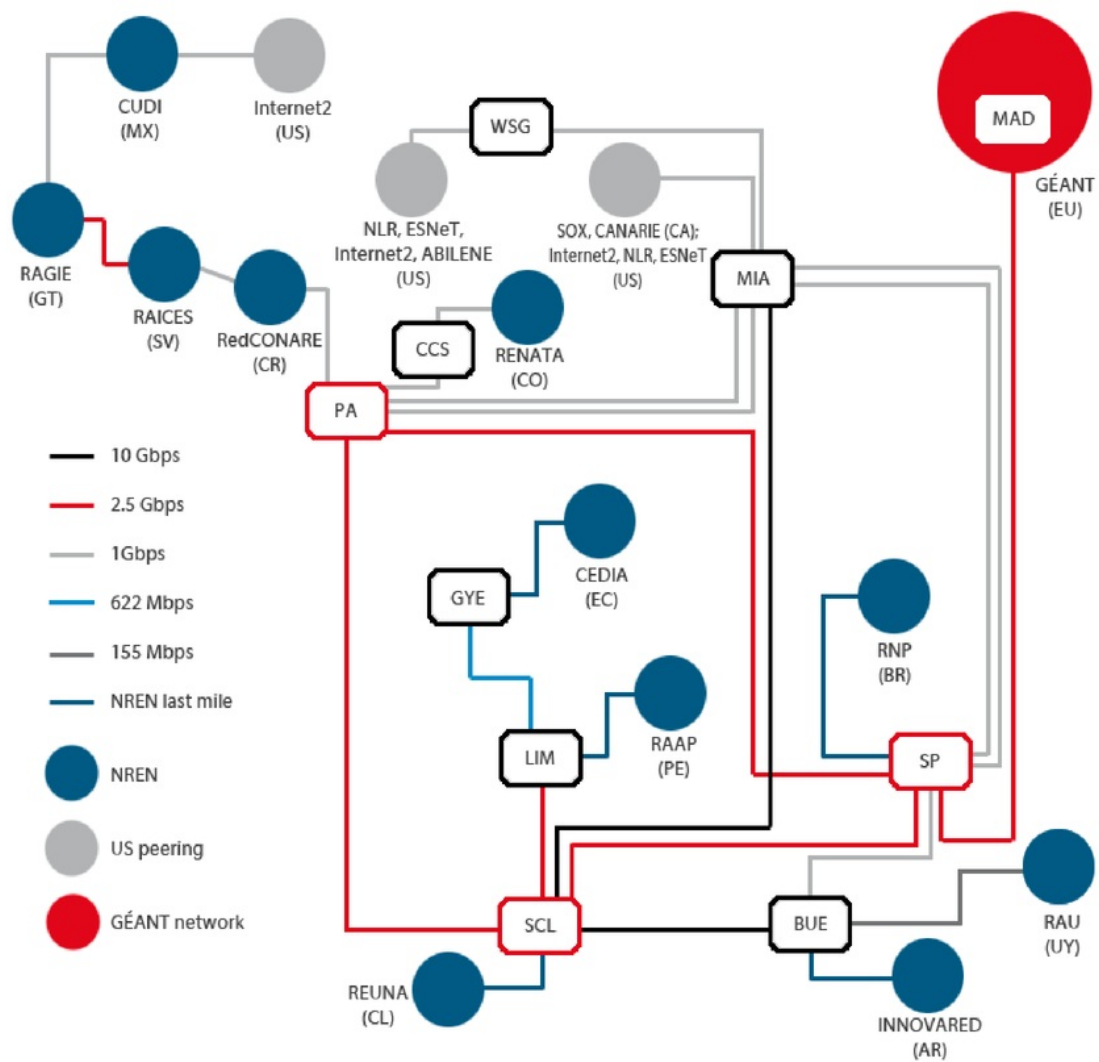 CUDI
(MX)
Internet2
(US)
WSG
MAD
GÉANT
(EU)
RAGIE
(GT)
RAICES
(SV)
RedCONARE
(CR)
NLR, ESNeT,
Internet2, ABILENE
(US)
SOX, CANARIE (CA);
Internet2, NLR, ESNeT
(US)
MIA
CCS
RENATA
(CO)
PA
10 Gbps
2.5 Gbps
1Gbps
622 Mbps
155 Mbps
NREN last mile
NREN
US peering
GÉANT network
GYE
CEDIA
(EC)
LIM
RAAP
(PE)
RNP
(BR)
SP
SCL
BUE
RAU
(UY)
REUNA
(CL)
INNOVARED
(AR)